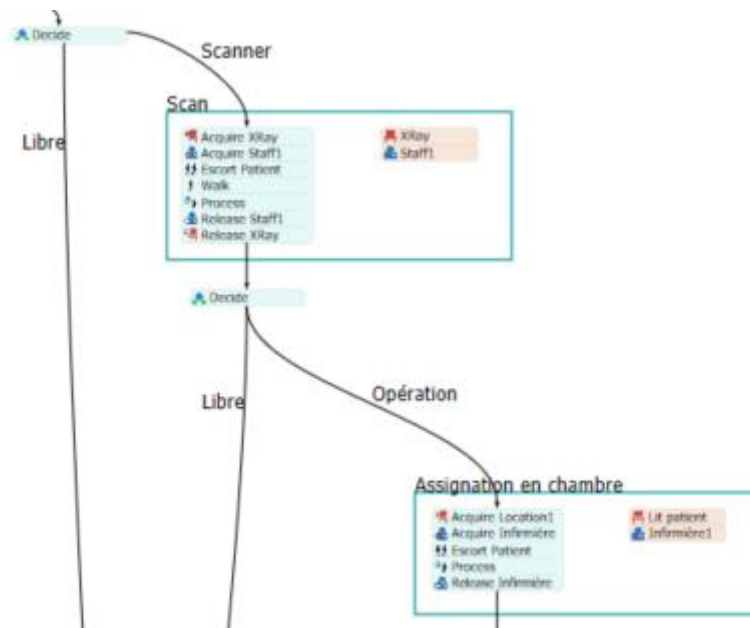 Decide
Scanner
Scan
Libre
Acquire XRay
Acquire Staff1
Escort Patient
Walk
Process
Release Staff1
Release XRay
XRay
Staff1
Decide
Libre
Opération
Assignation en chambre
Acquire Location1
Acquire Infirmière
Escort Patient
Process
Release Infirmière
Lit patient
Infirmière1